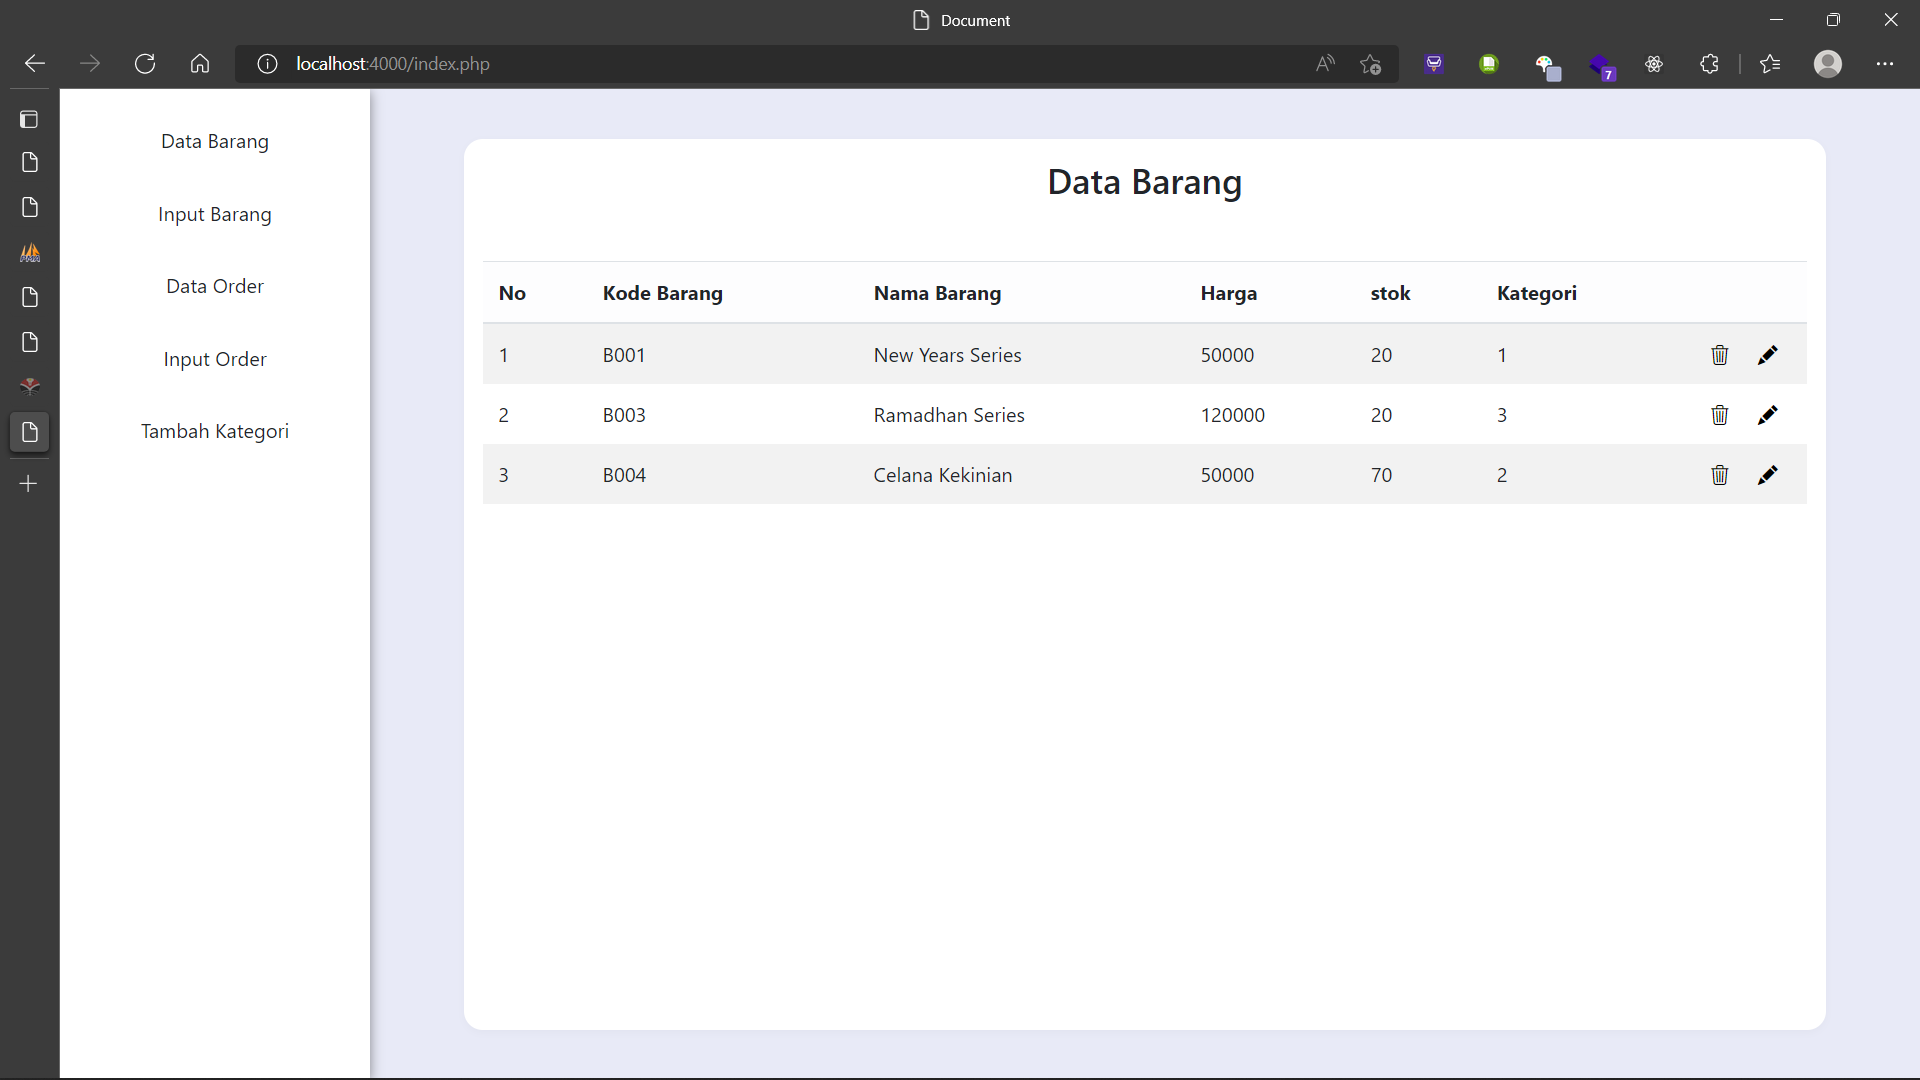 Document
localhost:4000/index.php
7
Data Barang
Input Barang
Data Order
Input Order
Tambah Kategori
Data Barang
No Kode Barang Nama Barang Harga stok Kategori
1 B001 New Years Series 50000 20 1
2 B003 Ramadhan Series 120000 20 3
3 B004 Celana Kekinian 50000 70 2